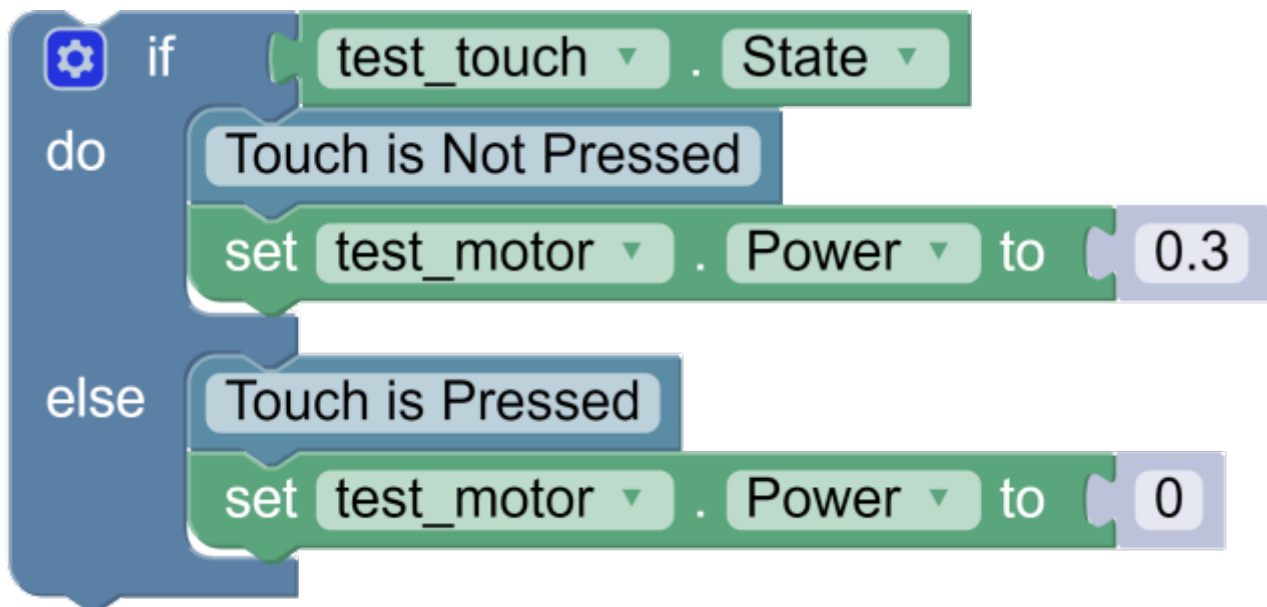 if test_touch . State
do Touch is Not Pressed
set test_motor . Power to 0.3
else Touch is Pressed
set test_motor . Power to 0